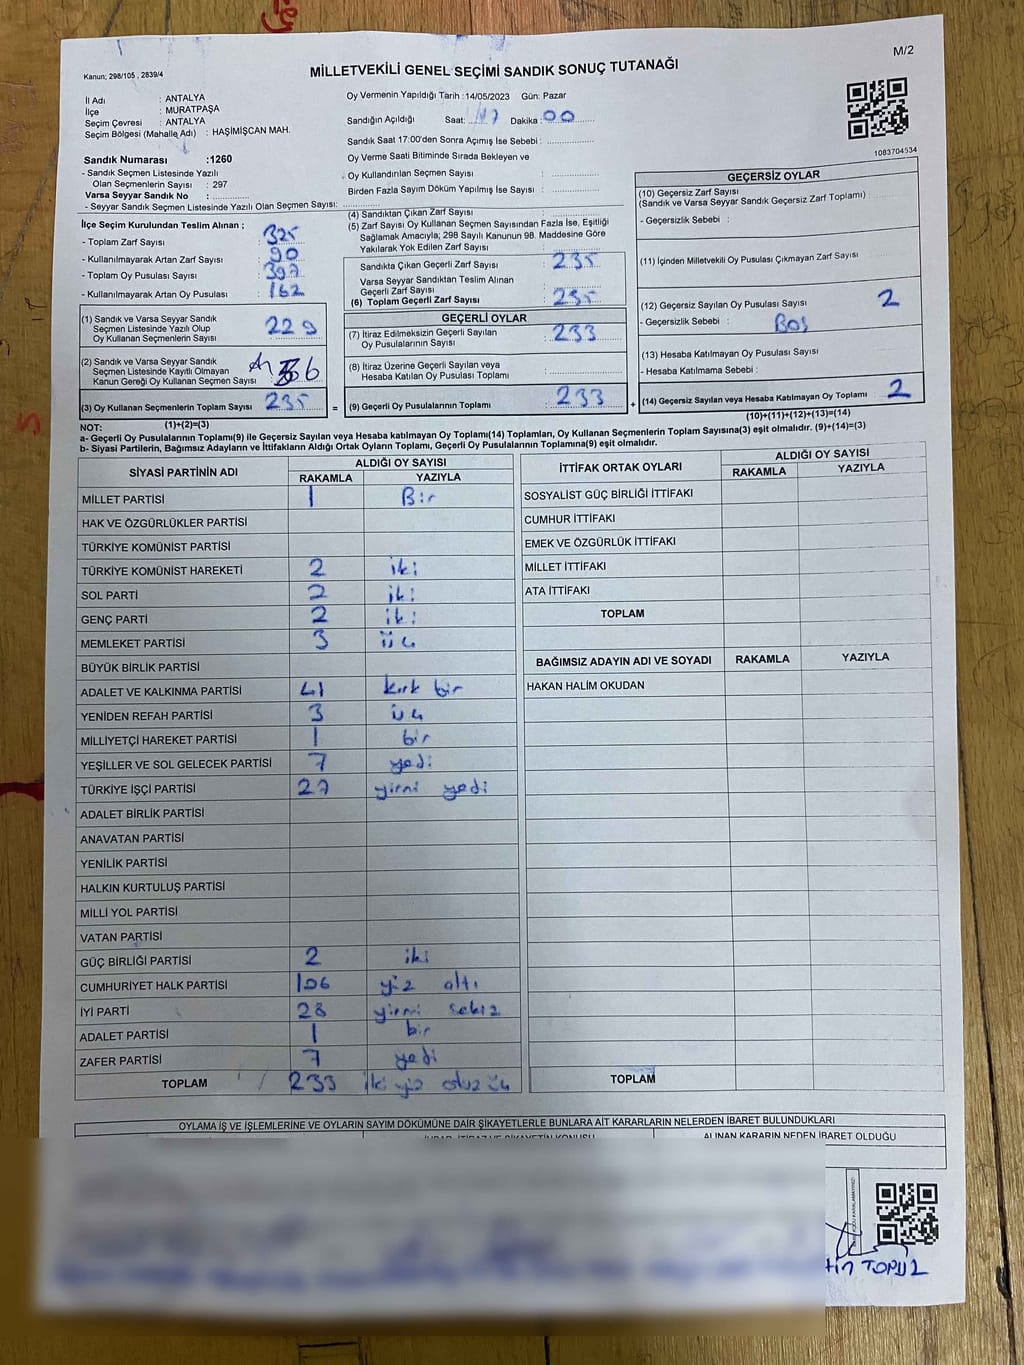 M/2
Kanun; 298/105 , 2839/4
MİLLETVEKİLİ GENEL SEÇİMİ SANDIK SONUÇ TUTANAĞI
İl Adı : ANTALYA
İlçe : MURATPAŞA
Seçim Çevresi : ANTALYA
Seçim Bölgesi (Mahalle Adı) : HAŞİMİŞCAN MAH.
Sandık Numarası :1260
- Sandık Seçmen Listesinde Yazılı
Olan Seçmenlerin Sayısı : 297
Varsa Seyyar Sandık No :
- Seyyar Sandık Seçmen Listesinde Yazılı Olan Seçmen Sayısı:
Oy Vermenin Yapıldığı Tarih :14/05/2023 Gün: Pazar
Sandığın Açıldığı Saat: 17 Dakika: 00
Sandık Saat 17:00'den Sonra Açımış İse Sebebi :
Oy Verme Saati Bitiminde Sırada Bekleyen ve
Oy Kullandırılan Seçmen Sayısı :
Birden Fazla Sayım Döküm Yapılmış İse Sayısı :
1083704534
İlçe Seçim Kurulundan Teslim Alınan ;
- Toplam Zarf Sayısı : 325
- Kullanılmayarak Artan Zarf Sayısı : 90
- Toplam Oy Pusulası Sayısı : 397
- Kullanılmayarak Artan Oy Pusulası : 162
(1) Sandık ve Varsa Seyyar Sandık
Seçmen Listesinde Yazılı Olup
Oy Kullanan Seçmenlerin Sayısı : 229
(2) Sandık ve Varsa Seyyar Sandık
Seçmen Listesinde Kayıtlı Olmayan
Kanun Gereği Oy Kullanan Seçmen Sayısı : 6
(3) Oy Kullanan Seçmenlerin Toplam Sayısı 235
(4) Sandıktan Çıkan Zarf Sayısı :
(5) Zarf Sayısı Oy Kullanan Seçmen Sayısından Fazla İse, Eşitliği
Sağlamak Amacıyla, 298 Sayılı Kanunun 98. Maddesine Göre
Yakılarak Yok Edilen Zarf Sayısı :
Sandıkta Çıkan Geçerli Zarf Sayısı : 235
Varsa Seyyar Sandıktan Teslim Alınan
Geçerli Zarf Sayısı
(6) Toplam Geçerli Zarf Sayısı : 235
GEÇERLİ OYLAR
(7) İtiraz Edilmeksizin Geçerli Sayılan
Oy Pusulalarının Sayısı : 233
(8) İtiraz Üzerine Geçerli Sayılan veya
Hesaba Katılan Oy Pusulası Toplamı :
= (9) Geçerli Oy Pusulalarının Toplamı 233
GEÇERSİZ OYLAR
(10) Geçersiz Zarf Sayısı
(Sandık ve Varsa Seyyar Sandık Geçersiz Zarf Toplamı) :
- Geçersizlik Sebebi :
(11) İçinden Milletvekili Oy Pusulası Çıkmayan Zarf Sayısı :
(12) Geçersiz Sayılan Oy Pusulası Sayısı : 2
- Geçersizlik Sebebi : Boş
(13) Hesaba Katılmayan Oy Pusulası Sayısı :
- Hesaba Katılmama Sebebi :
+ (14) Geçersiz Sayılan veya Hesaba Katılmayan Oy Toplamı : 2
(10)+(11)+(12)+(13)=(14)
NOT: (1)+(2)=(3)
a- Geçerli Oy Pusulalarının Toplamı(9) ile Geçersiz Sayılan veya Hesaba katılmayan Oy Toplamı(14) Toplamları, Oy Kullanan Seçmenlerin Toplam Sayısına(3) eşit olmalıdır. (9)+(14)=(3)
b- Siyasi Partilerin, Bağımsız Adayların ve İttifakların Aldığı Ortak Oyların Toplamı, Geçerli Oy Pusulalarının Toplamına(9) eşit olmalıdır.
SİYASİ PARTİNİN ADI ALDIĞI OY SAYISI
RAKAMLA YAZIYLA
MİLLET PARTİSİ 1 Bir
HAK VE ÖZGÜRLÜKLER PARTİSİ
TÜRKİYE KOMÜNİST PARTİSİ
TÜRKİYE KOMÜNİST HAREKETİ 2 iki
SOL PARTİ 2 iki
GENÇ PARTİ 2 iki
MEMLEKET PARTİSİ 3 üç
BÜYÜK BİRLİK PARTİSİ
ADALET VE KALKINMA PARTİSİ 41 kırk bir
YENİDEN REFAH PARTİSİ 3 üç
MİLLİYETÇİ HAREKET PARTİSİ 1 bir
YEŞİLLER VE SOL GELECEK PARTİSİ 7 yedi
TÜRKİYE İŞÇİ PARTİSİ 27 yirmi yedi
ADALET BİRLİK PARTİSİ
ANAVATAN PARTİSİ
YENİLİK PARTİSİ
HALKIN KURTULUŞ PARTİSİ
MİLLİ YOL PARTİSİ
VATAN PARTİSİ
GÜÇ BİRLİĞİ PARTİSİ 2 iki
CUMHURİYET HALK PARTİSİ 106 yüz altı
İYİ PARTİ 28 yirmi sekiz
ADALET PARTİSİ 1 bir
ZAFER PARTİSİ 7 yedi
TOPLAM 233 iki yüz otuz üç
İTTİFAK ORTAK OYLARI ALDIĞI OY SAYISI
RAKAMLA YAZIYLA
SOSYALİST GÜÇ BİRLİĞİ İTTİFAKI
CUMHUR İTTİFAKI
EMEK VE ÖZGÜRLÜK İTTİFAKI
MİLLET İTTİFAKI
ATA İTTİFAKI
TOPLAM
BAĞIMSIZ ADAYIN ADI VE SOYADI RAKAMLA YAZIYLA
HAKAN HALİM OKUDAN
TOPLAM
OYLAMA İŞ VE İŞLEMLERİNE VE OYLARIN SAYIM DÖKÜMÜNE DAİR ŞİKAYETLERLE BUNLARA AİT KARARLARIN NELERDEN İBARET BULUNDUKLARI
ALINAN KARARIN NEDEN İBARET OLDUĞU